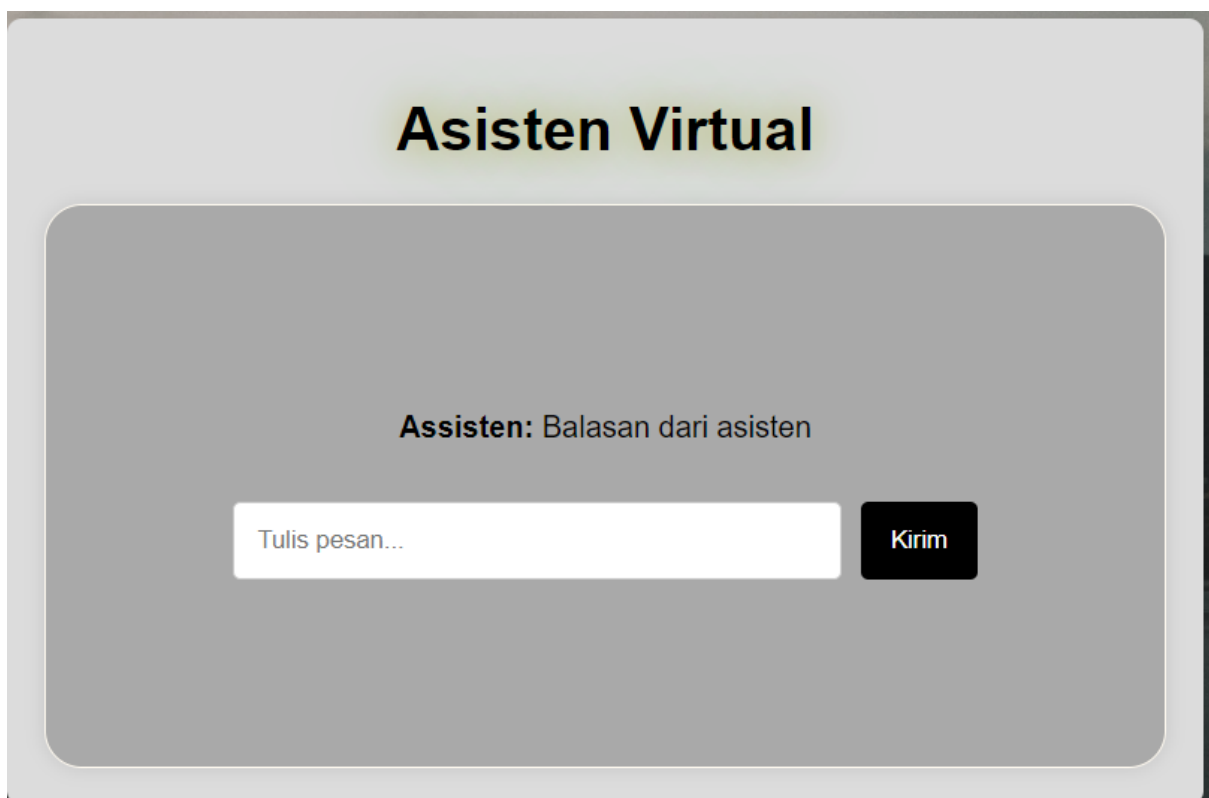 Asisten Virtual
Assisten: Balasan dari asisten
Tulis pesan...
Kirim